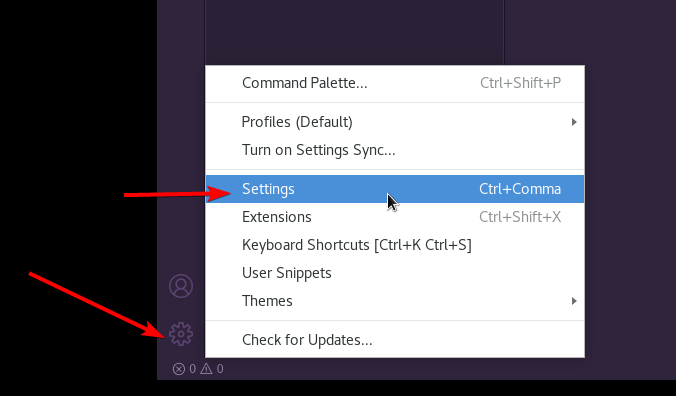 Command Palette... Ctrl+Shift+P
Profiles (Default)
Turn on Settings Sync...
Settings Ctrl+Comma
Extensions Ctrl+Shift+X
Keyboard Shortcuts [Ctrl+K Ctrl+S]
User Snippets
Themes
Check for Updates...
0 0